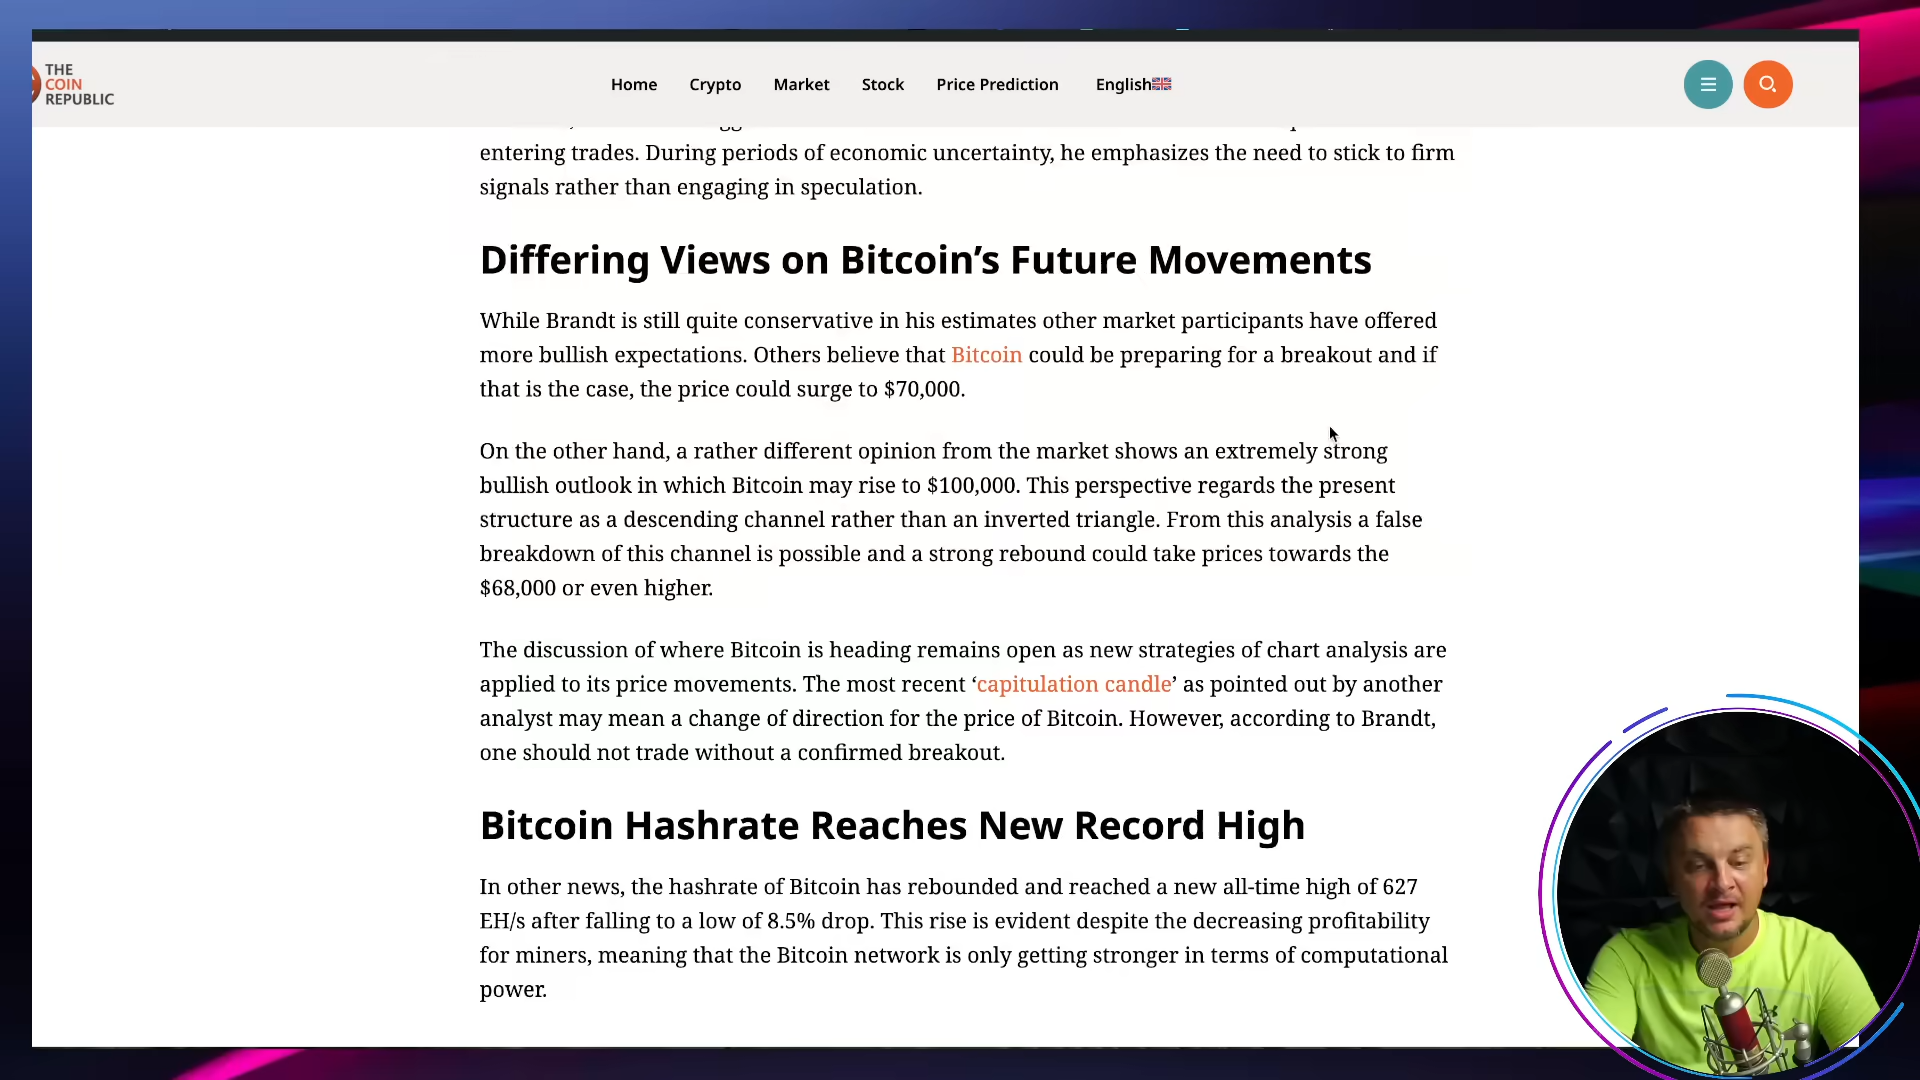 THE
COIN
REPUBLIC
Home Crypto Market Stock Price Prediction English
entering trades. During periods of economic uncertainty, he emphasizes the need to stick to firm
signals rather than engaging in speculation.
Differing Views on Bitcoin’s Future Movements
While Brandt is still quite conservative in his estimates other market participants have offered
more bullish expectations. Others believe that Bitcoin could be preparing for a breakout and if
that is the case, the price could surge to $70,000.
On the other hand, a rather different opinion from the market shows an extremely strong
bullish outlook in which Bitcoin may rise to $100,000. This perspective regards the present
structure as a descending channel rather than an inverted triangle. From this analysis a false
breakdown of this channel is possible and a strong rebound could take prices towards the
$68,000 or even higher.
The discussion of where Bitcoin is heading remains open as new strategies of chart analysis are
applied to its price movements. The most recent ‘capitulation candle’ as pointed out by another
analyst may mean a change of direction for the price of Bitcoin. However, according to Brandt,
one should not trade without a confirmed breakout.
Bitcoin Hashrate Reaches New Record High
In other news, the hashrate of Bitcoin has rebounded and reached a new all-time high of 627
EH/s after falling to a low of 8.5% drop. This rise is evident despite the decreasing profitability
for miners, meaning that the Bitcoin network is only getting stronger in terms of computational
power.